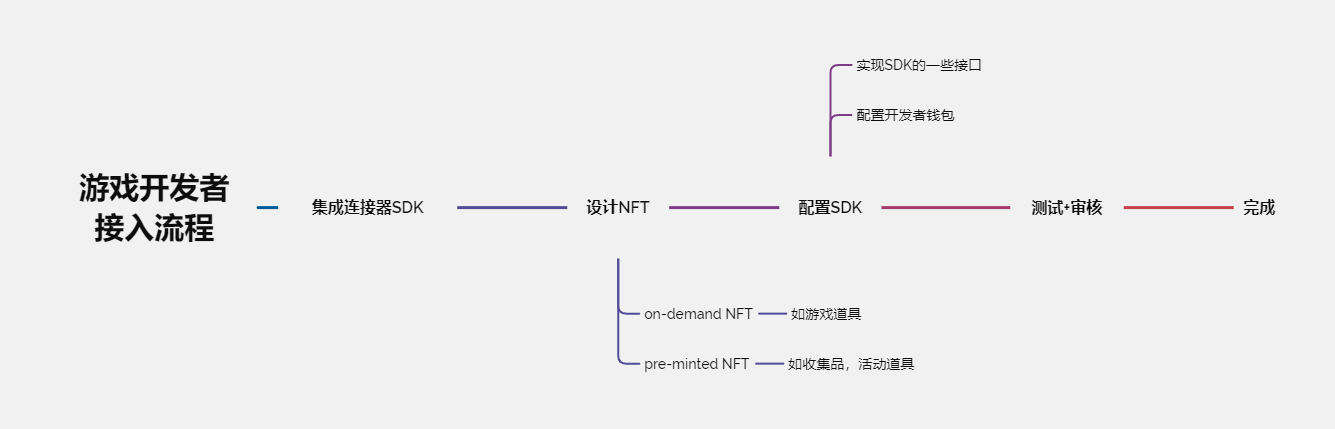 实现SDK的一些接口
配置开发者钱包
游戏开发者
接入流程
集成连接器SDK
设计NFT
配置SDK
测试+审核
完成
on-demand NFT
如游戏道具
pre-minted NFT
如收集品，活动道具